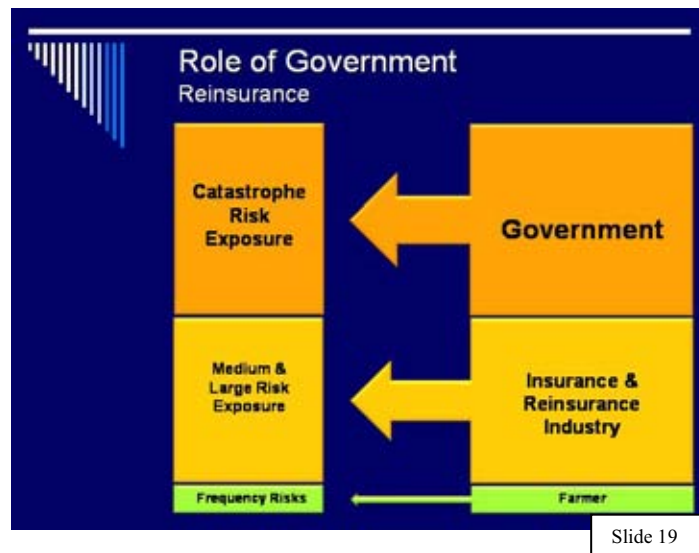 Role of Government
Reinsurance
Catastrophe
Risk
Exposure
Government
Medium &
Large Risk
Exposure
Insurance &
Reinsurance
Industry
Frequency Risks
Farmer
Slide 19